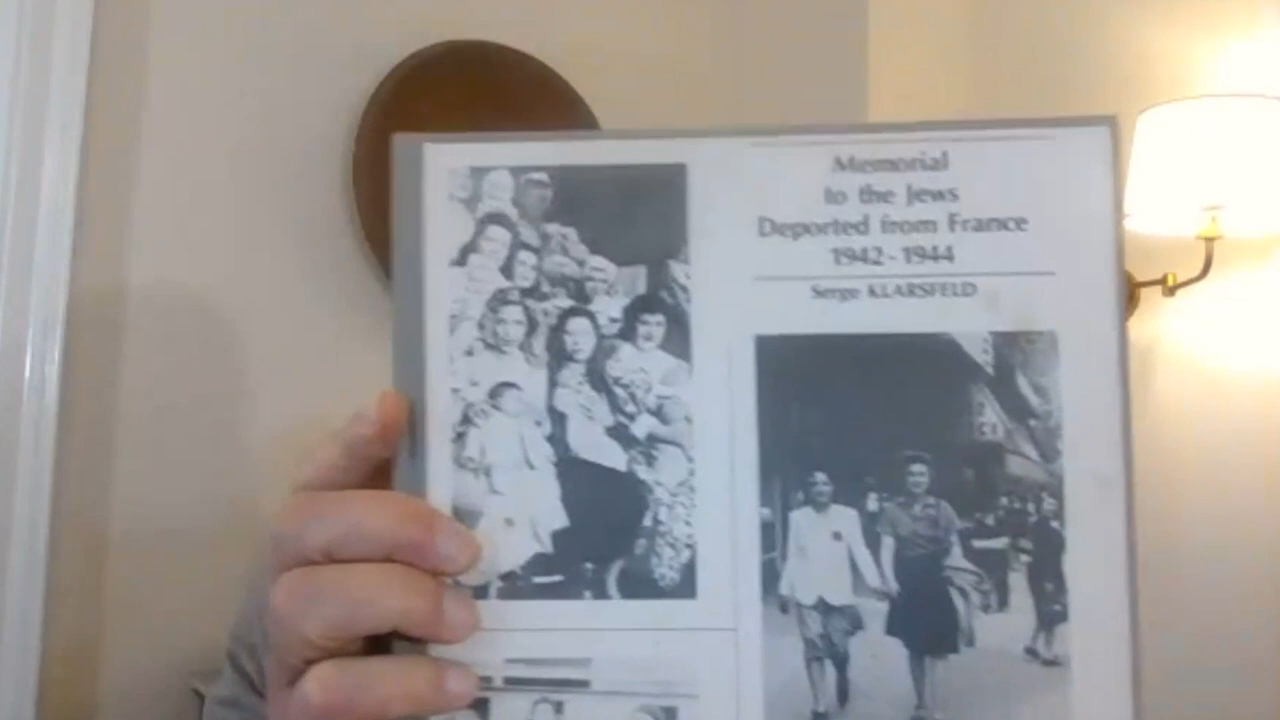 Memorial
to the Jews
Deported from France
1942-1944
Serge KLARSFELD